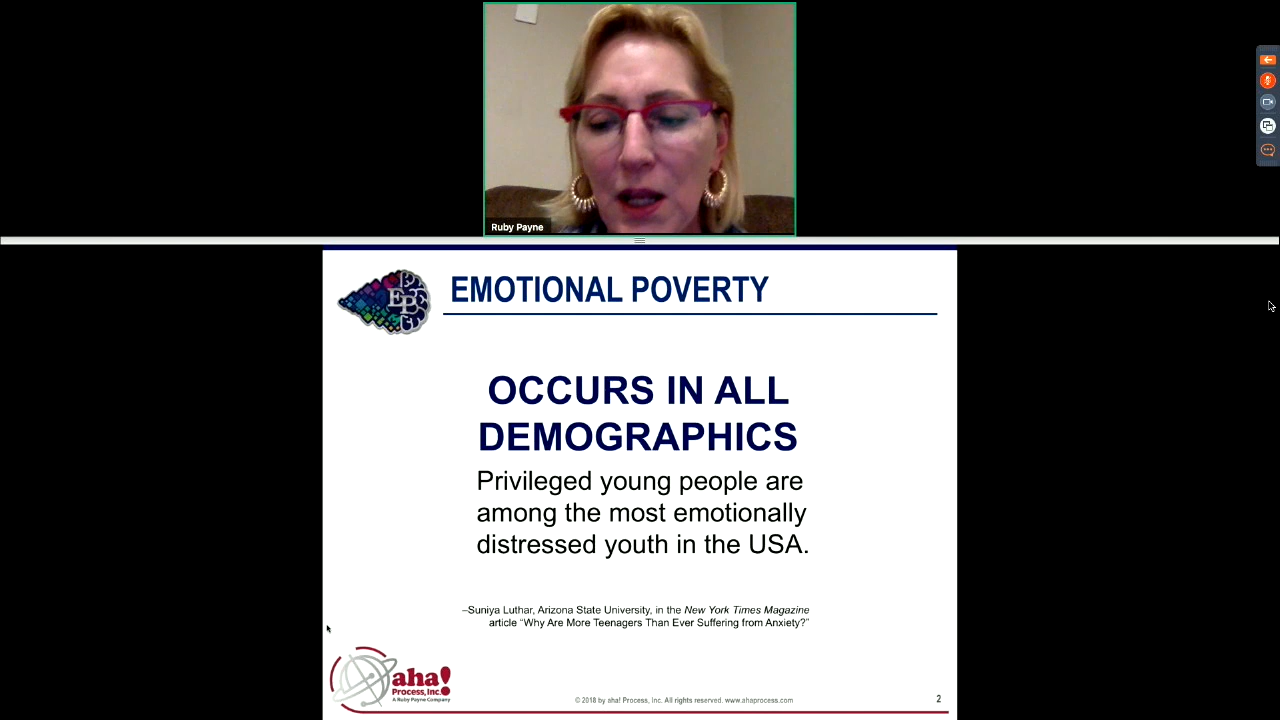 Ruby Payne
EP
EMOTIONAL POVERTY
OCCURS IN ALL
DEMOGRAPHICS
Privileged young people are
among the most emotionally
distressed youth in the USA.
–Suniya Luthar, Arizona State University, in the New York Times Magazine
article “Why Are More Teenagers Than Ever Suffering from Anxiety?”
aha!
Process, Inc.
A Ruby Payne Company
© 2018 by aha! Process, Inc. All rights reserved. www.ahaprocess.com
2